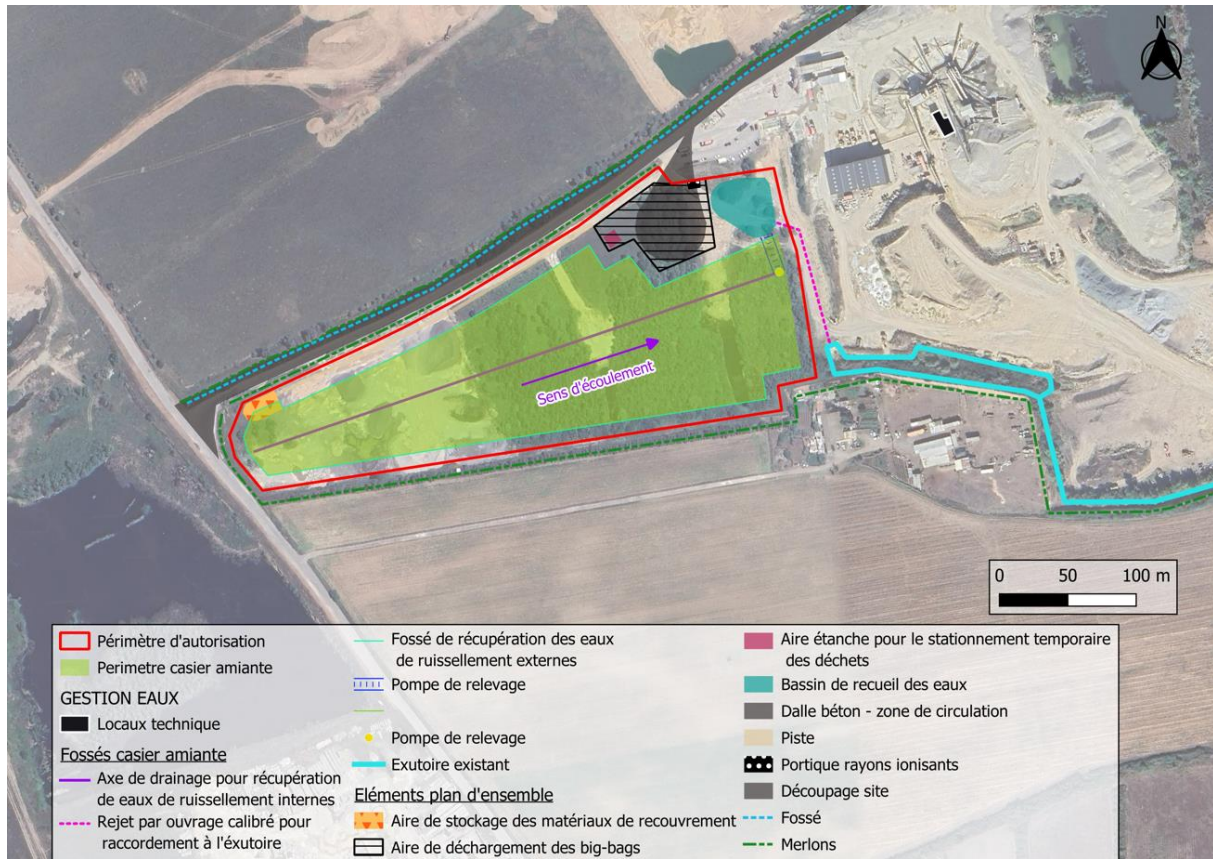 N
Sens d'écoulement
0 50 100 m
Périmètre d'autorisation
Perimetre casier amiante
GESTION EAUX
Locaux technique
Fossés casier amiante
Axe de drainage pour récupération
de eaux de ruissellement internes
Rejet par ouvrage calibré pour
raccordement à l'éxutoire
Fossé de récupération des eaux
de ruissellement externes
Pompe de relevage
Pompe de relevage
Exutoire existant
Eléments plan d'ensemble
Aire de stockage des matériaux de recouvrement
Aire de déchargement des big-bags
Aire étanche pour le stationnement temporaire
des déchets
Bassin de recueil des eaux
Dalle béton - zone de circulation
Piste
Portique rayons ionisants
Découpage site
Fossé
Merlons